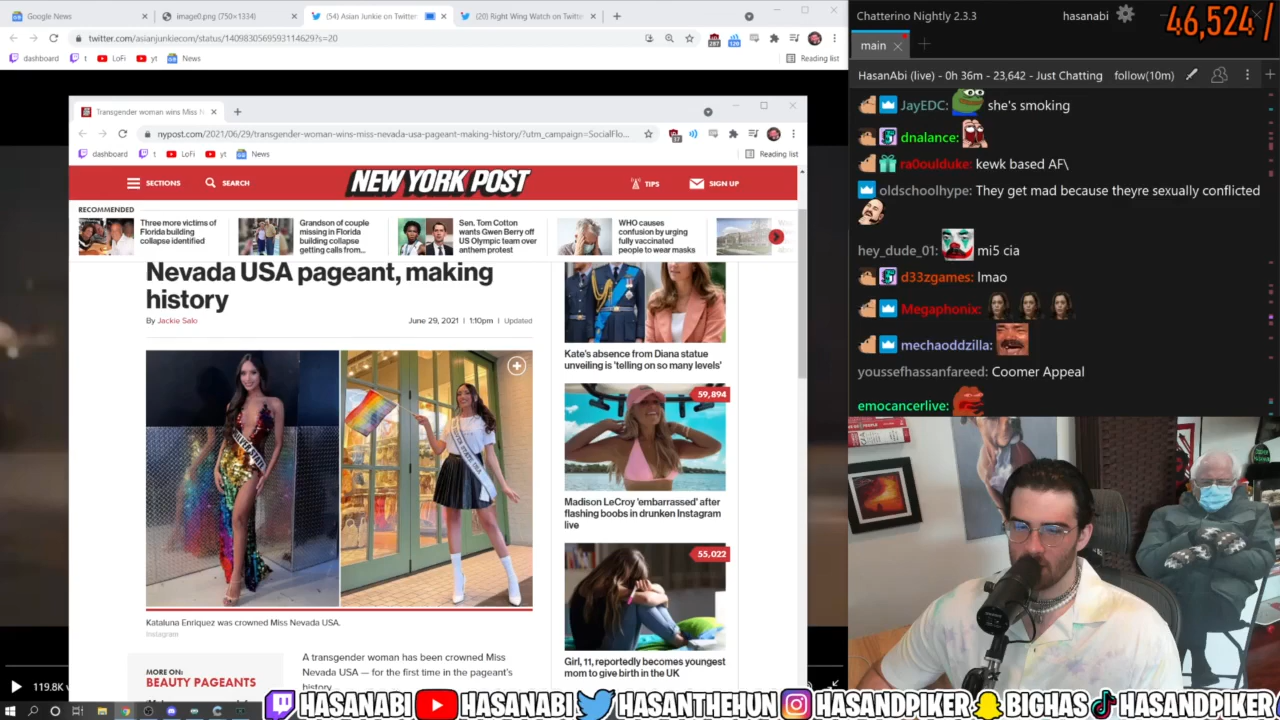 Google News
image0.png (750×1334)
(54) Asian Junkie on Twitter
(20) Right Wing Watch on Twitte
twitter.com/asianjunkiecom/status/1409830569593114629?s=20
287
128
dashboard
t
LoFi
yt
News
Reading list
Transgender woman wins Miss N
nypost.com/2021/06/29/transgender-woman-wins-miss-nevada-usa-pageant-making-history/?utm_campaign=SocialFlo...
17
dashboard
t
LoFi
yt
News
Reading list
SECTIONS
SEARCH
NEW YORK POST
TIPS
SIGN UP
RECOMMENDED
Three more victims of
Florida building
collapse identified
Grandson of couple
missing in Florida
building collapse
getting calls from...
Sen. Tom Cotton
wants Gwen Berry off
US Olympic team over
anthem protest
WHO causes
confusion by urging
fully vaccinated
people to wear masks
Nevada USA pageant, making
history
By Jackie Salo
June 29, 2021 | 1:10pm | Updated
Kataluna Enriquez was crowned Miss Nevada USA.
Instagram
MORE ON:
BEAUTY PAGEANTS
A transgender woman has been crowned Miss
Nevada USA — for the first time in the pageant's
history.
Kate's absence from Diana statue
unveiling is 'telling on so many levels'
59,894
Madison LeCroy 'embarrassed' after
flashing boobs in drunken Instagram
live
55,022
Girl, 11, reportedly becomes youngest
mom to give birth in the UK
119.8K
Chatterino Nightly 2.3.3
hasanabi
46,524 /
main
HasanAbi (live) - 0h 36m - 23,642 - Just Chatting
follow(10m)
JayEDC: she's smoking
dnalance:
ra0oulduke: kewk based AF\
oldschoolhype: They get mad because theyre sexually conflicted
hey_dude_01: mi5 cia
d33zgames: lmao
Megaphonix:
mechaoddzilla:
youssefhassanfareed: Coomer Appeal
emocancerlive:
HASANABI
HASANABI
HASANTHEHUN
HASANDPIKER
BIGHAS
HASANDPIKER